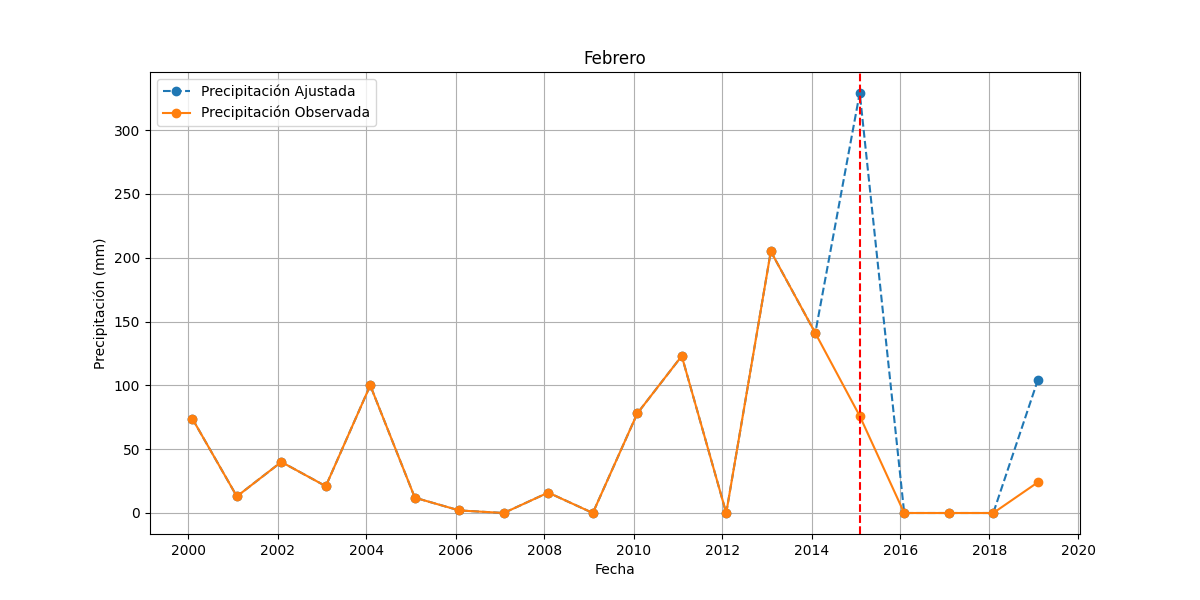 Febrero
Precipitación Ajustada
Precipitación Observada
Precipitación (mm)
300
250
200
150
100
50
0
2000 2002 2004 2006 2008 2010 2012 2014 2016 2018 2020
Fecha